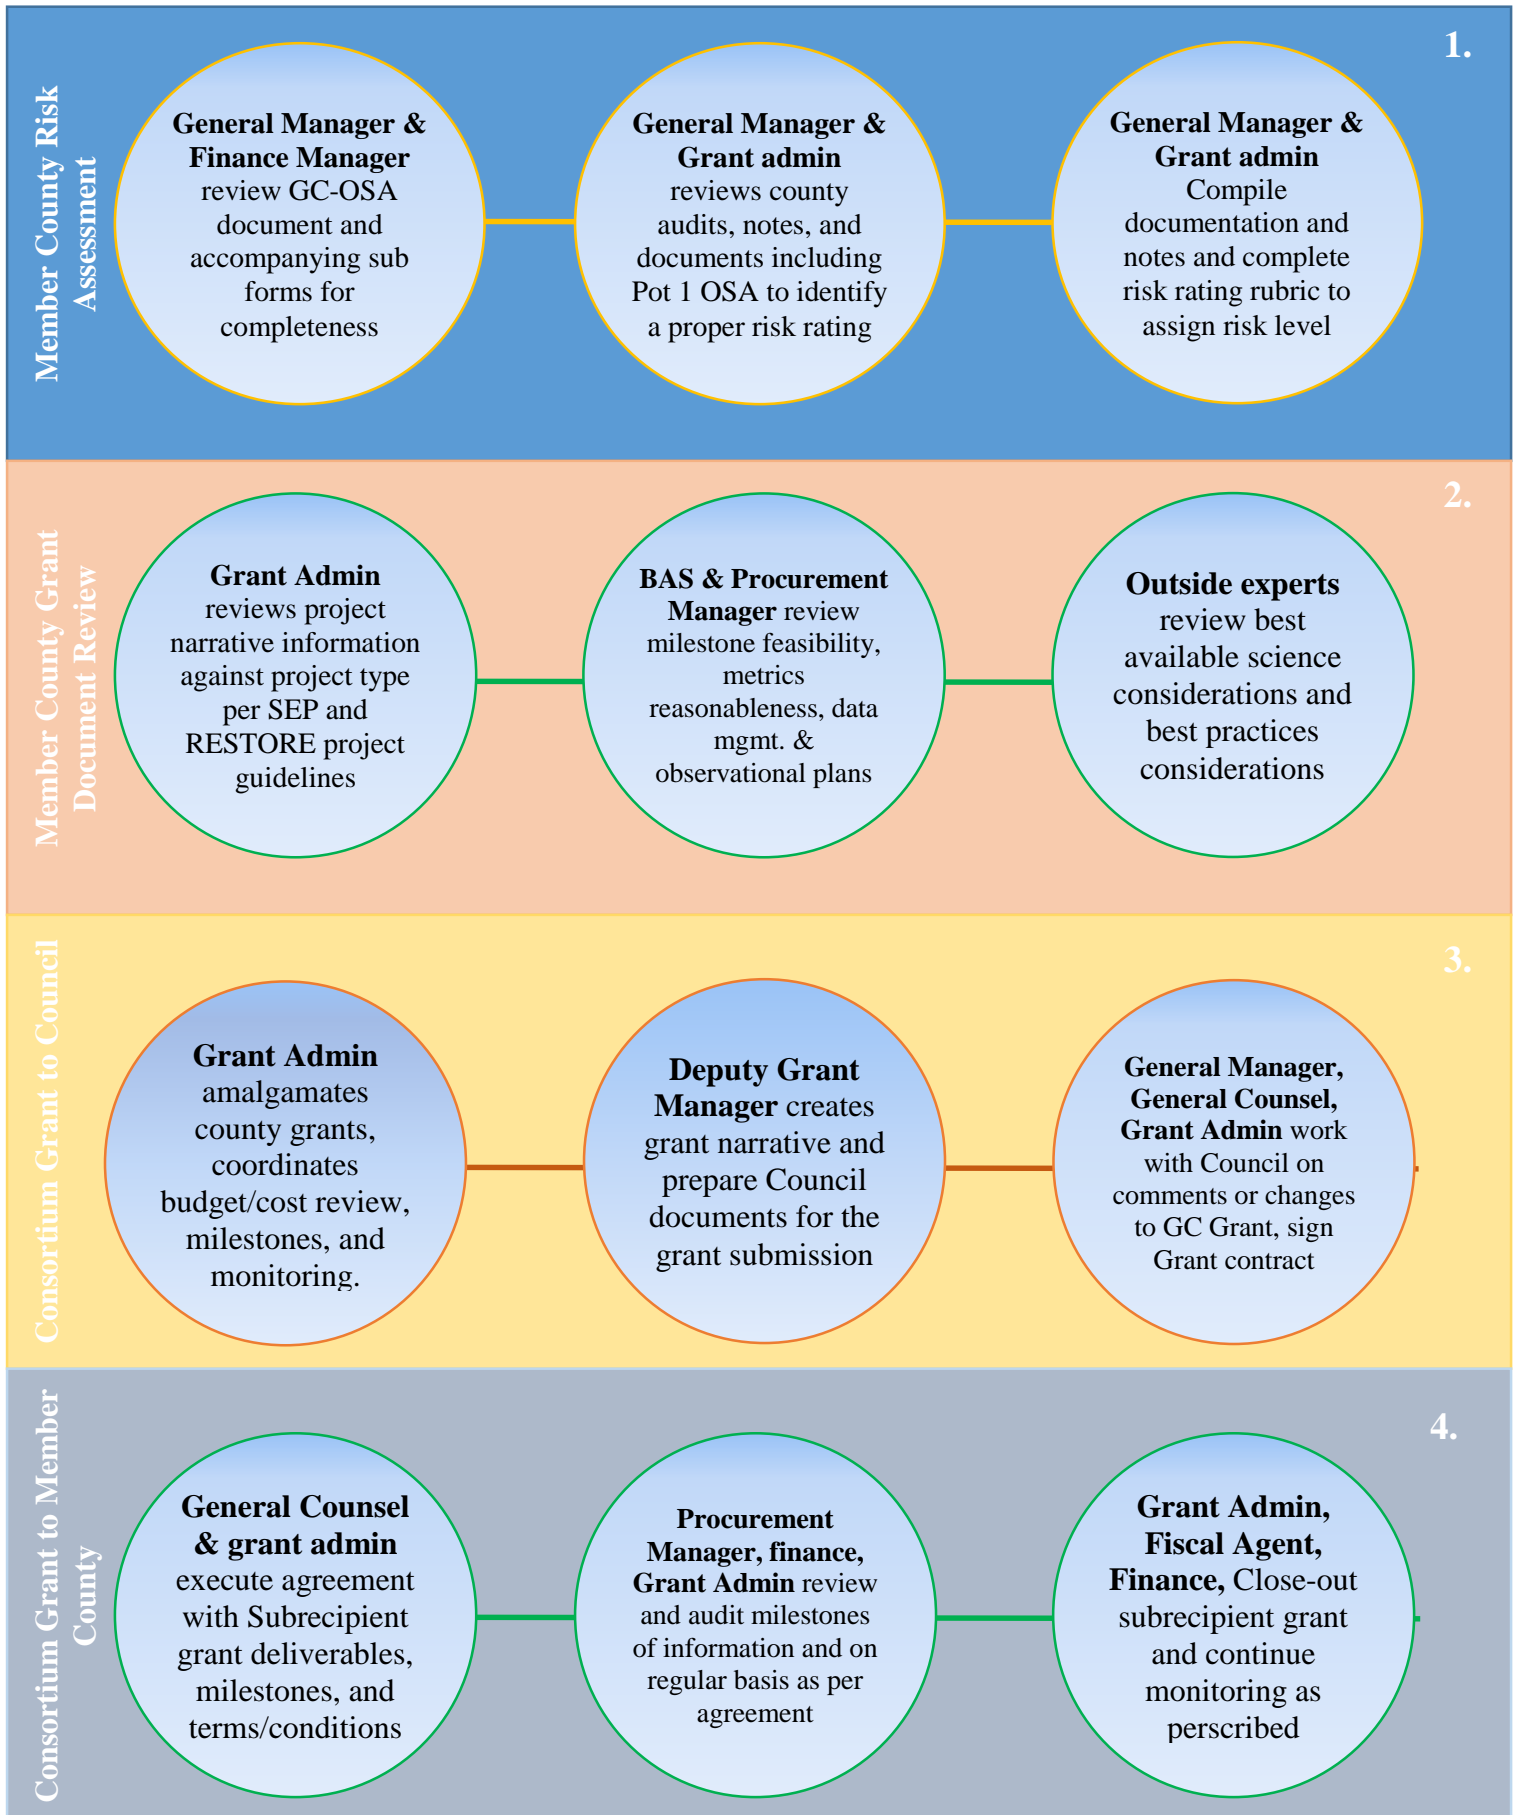 1.
Member County Risk
Assessment
General Manager &
Finance Manager
review GC-OSA
document and
accompanying sub
forms for
completeness
General Manager &
Grant admin
reviews county
audits, notes, and
documents including
Pot 1 OSA to identify
a proper risk rating
General Manager &
Grant admin
Compile
documentation and
notes and complete
risk rating rubric to
assign risk level
2.
Member County Grant
Document Review
Grant Admin
reviews project
narrative information
against project type
per SEP and
RESTORE project
guidelines
BAS & Procurement
Manager review
milestone feasibility,
metrics
reasonableness, data
mgmt. &
observational plans
Outside experts
review best
available science
considerations and
best practices
considerations
3.
Consortium Grant to Council
Grant Admin
amalgamates
county grants,
coordinates
budget/cost review,
milestones, and
monitoring.
Deputy Grant
Manager creates
grant narrative and
prepare Council
documents for the
grant submission
General Manager,
General Counsel,
Grant Admin work
with Council on
comments or changes
to GC Grant, sign
Grant contract
4.
Consortium Grant to Member
County
General Counsel
& grant admin
execute agreement
with Subrecipient
grant deliverables,
milestones, and
terms/conditions
Procurement
Manager, finance,
Grant Admin review
and audit milestones
of information and on
regular basis as per
agreement
Grant Admin,
Fiscal Agent,
Finance, Close-out
subrecipient grant
and continue
monitoring as
perscribed